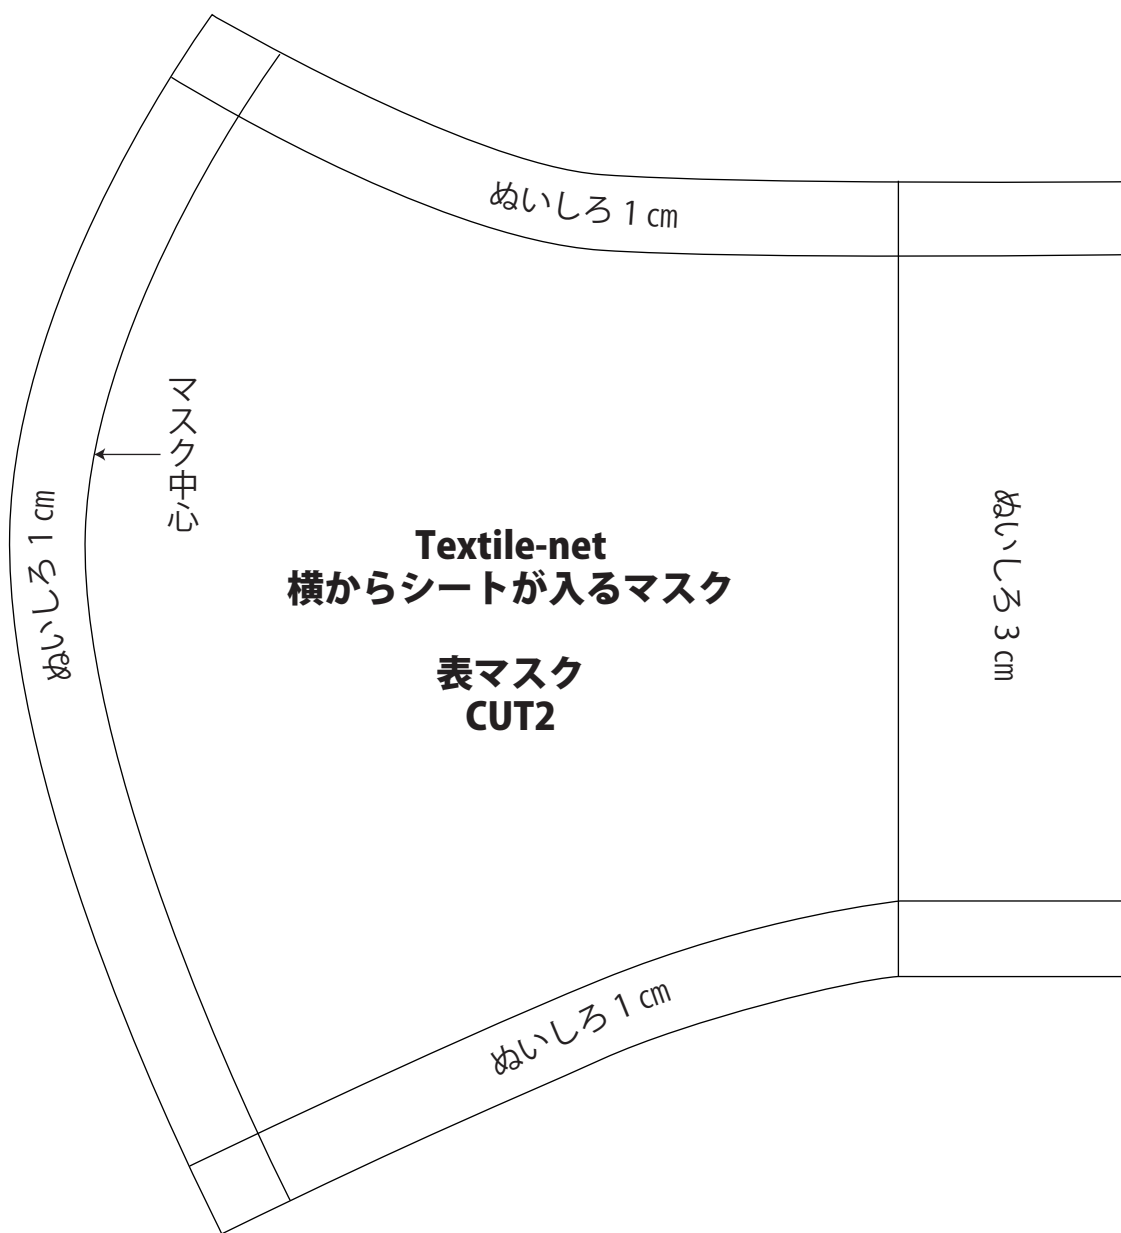 ぬいしろ 1 ㎝
マスク中心
ぬいしろ 1 ㎝
Textile-net
横からシートが入るマスク
表マスク
CUT2
ぬいしろ 3 ㎝
ぬいしろ 1 ㎝